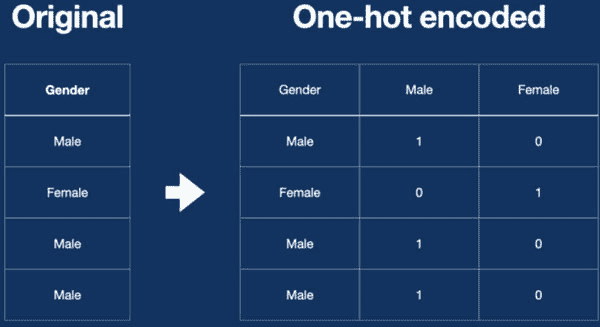 Original
One-hot encoded
Gender
Male
Female
Male
Male
Gender Male Female
Male 1 0
Female 0 1
Male 1 0
Male 1 0